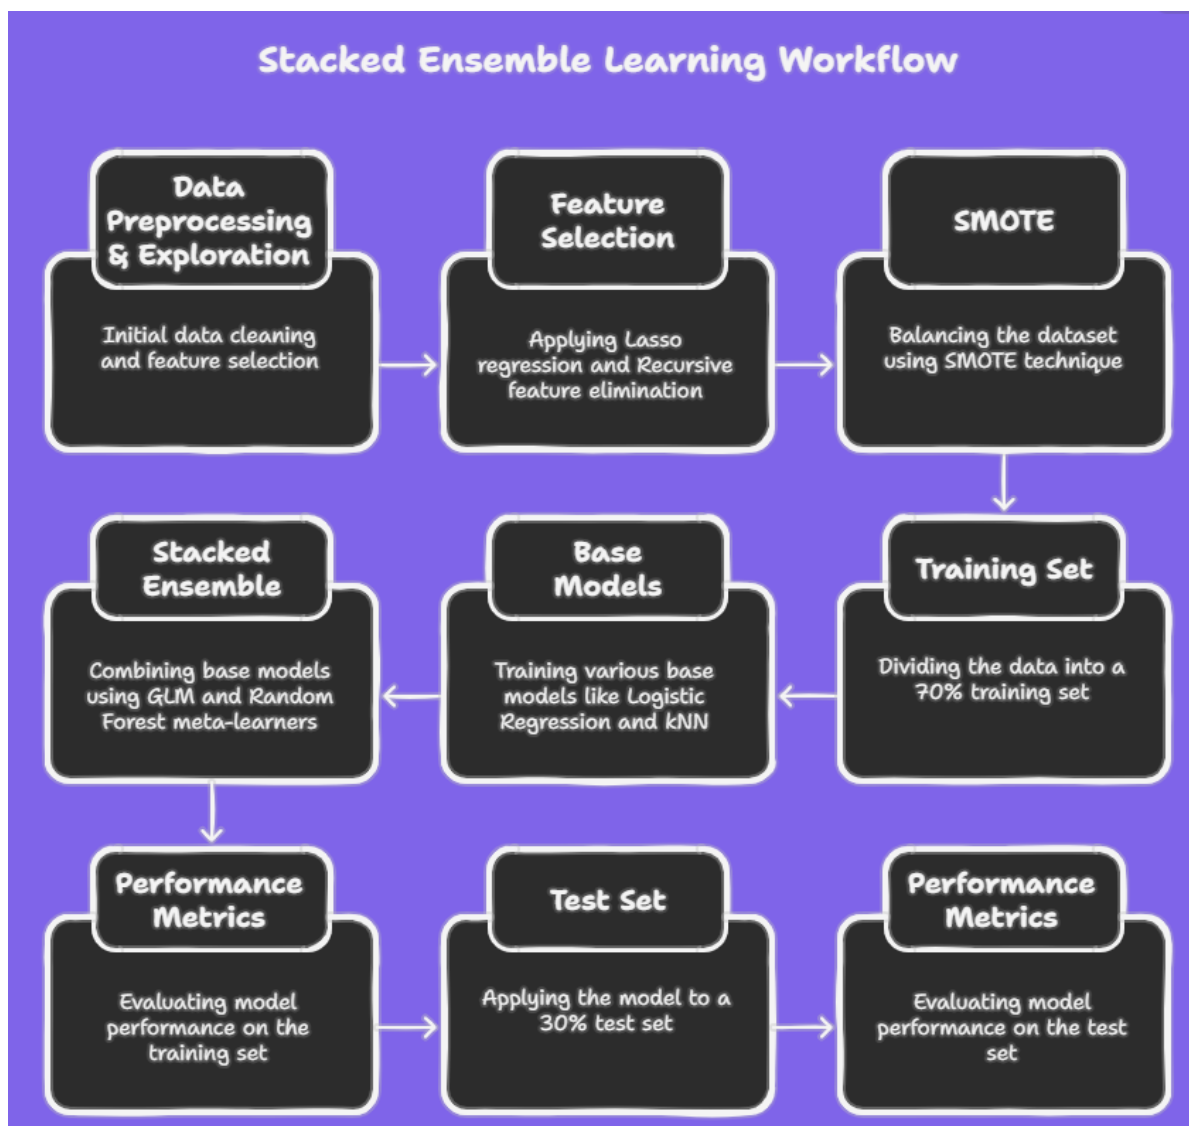 Stacked Ensemble Learning Workflow
Data
Preprocessing
& Exploration
Initial data cleaning
and feature selection
Feature
Selection
Applying Lasso
regression and Recursive
feature elimination
SMOTE
Balancing the dataset
using SMOTE technique
Training Set
Dividing the data into a
70% training set
Base
Models
Training various base
models like Logistic
Regression and kNN
Stacked
Ensemble
Combining base models
using GLM and Random
Forest meta-learners
Performance
Metrics
Evaluating model
performance on the
training set
Test Set
Applying the model to a
30% test set
Performance
Metrics
Evaluating model
performance on the test
set